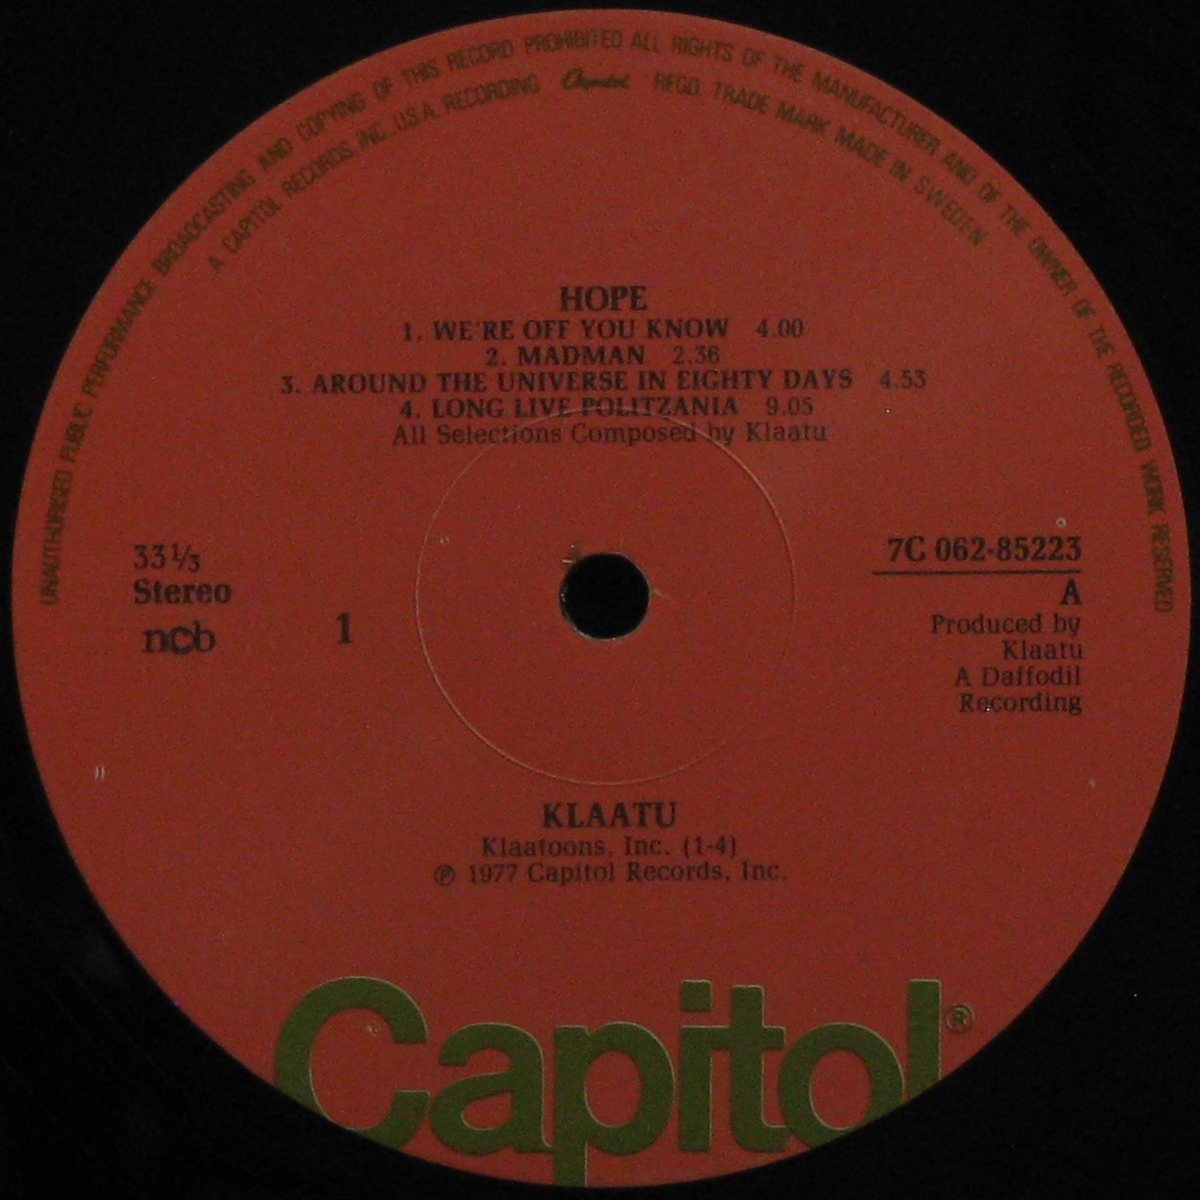 UNAUTHORISED PUBLIC PERFORMANCE BROADCASTING AND COPYING OF THIS RECORD PROHIBITED ALL RIGHTS OF THE MANUFACTURER AND OF THE OWNER OF THE RECORDED WORK RESERVED
A CAPITOL RECORDS, INC., U.S.A. RECORDING Capitol REGD TRADE MARK MADE IN SWEDEN
HOPE
1. WE'RE OFF YOU KNOW 4.00
2. MADMAN 2.36
3. AROUND THE UNIVERSE IN EIGHTY DAYS 4.53
4. LONG LIVE POLITZANIA 9.05
All Selections Composed by Klaatu
33⅓
Stereo
ncb
1
7C 062-85223
A
Produced by
Klaatu
A Daffodil
Recording
KLAATU
Klaatoons, Inc. (1-4)
℗ 1977 Capitol Records, Inc.
Capitol®